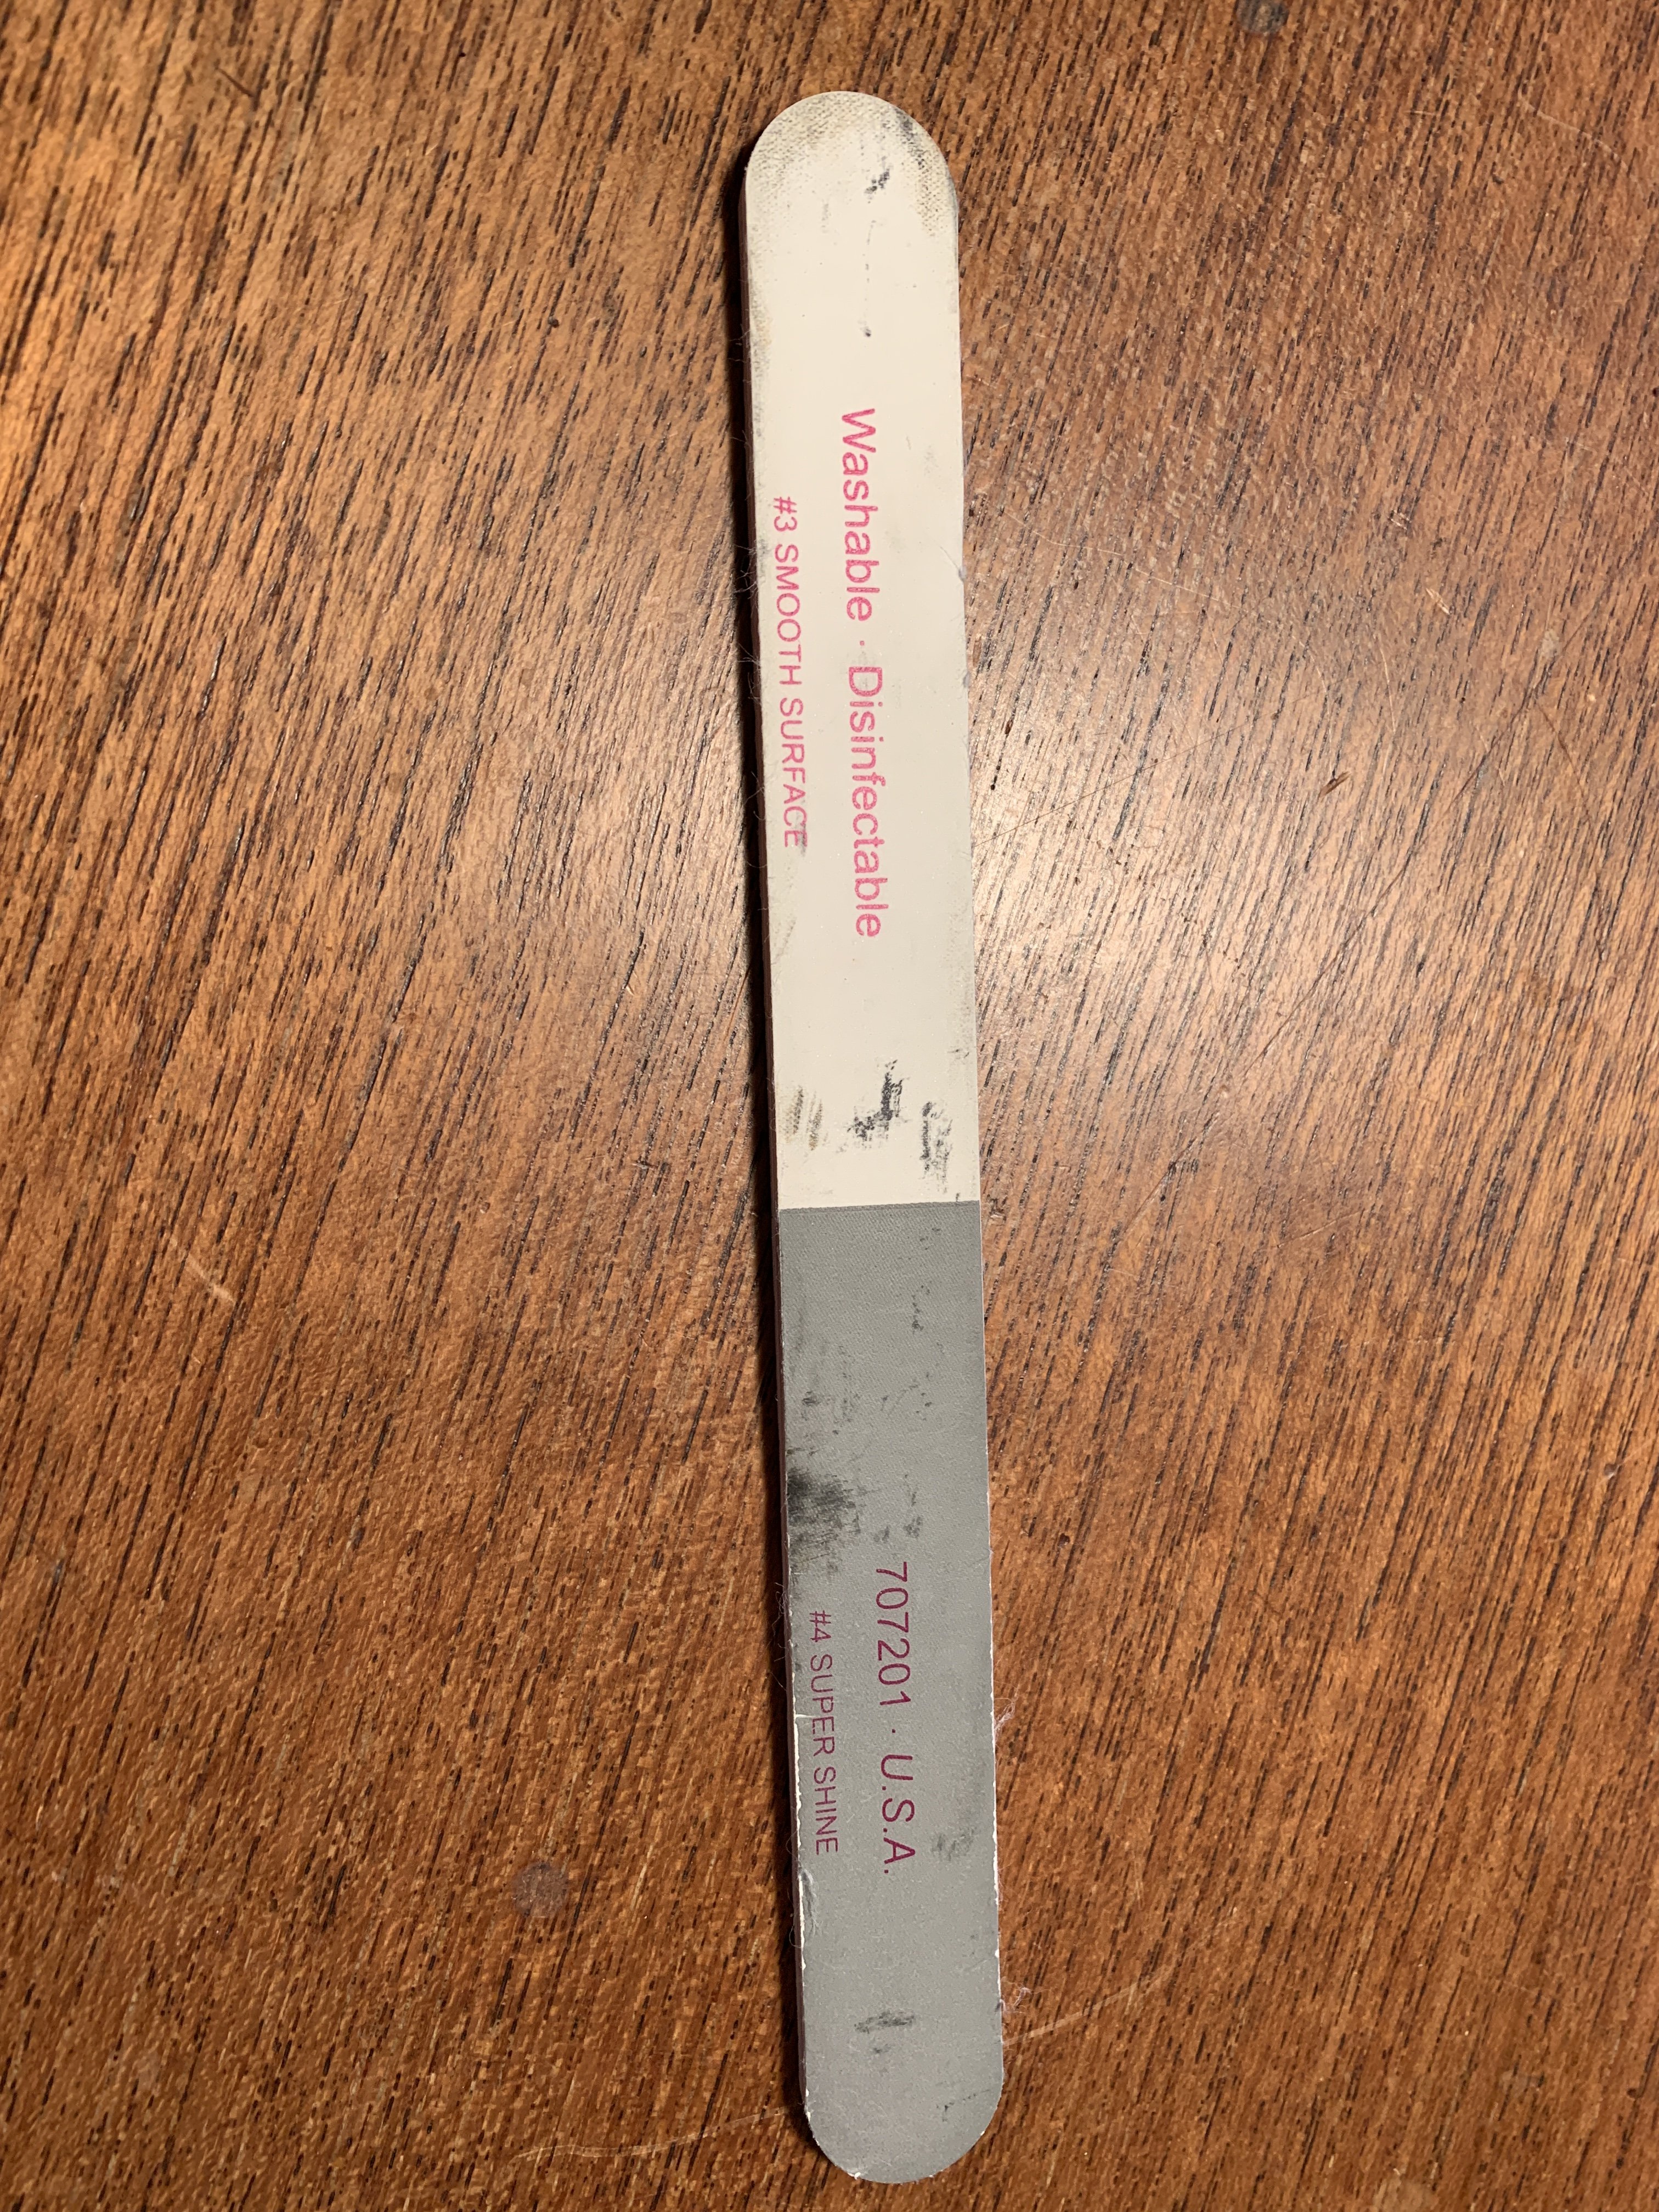 Washable · Disinfectable
#3 SMOOTH SURFACE
707201 · U.S.A.
#4 SUPER SHINE